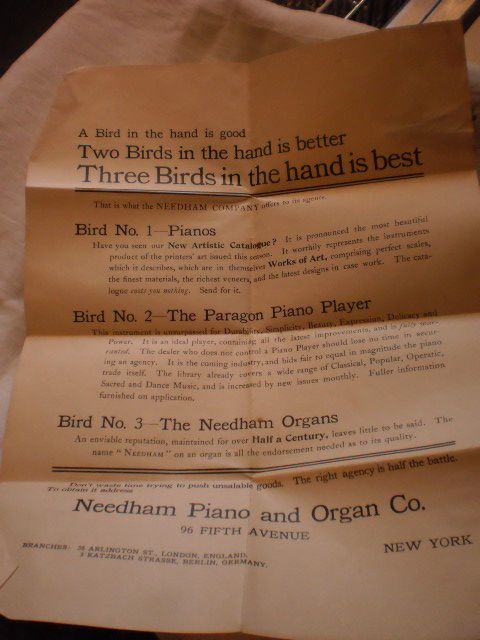 A Bird in the hand is good
Two Birds in the hand is better
Three Birds in the hand is best
That is what the NEEDHAM COMPANY offers to its agents.
Bird No. 1—Pianos
Have you seen our New Artistic Catalogue? It is pronounced the most beautiful
product of the printers' art issued this season. It worthily represents the instruments
which it describes, which are in themselves Works of Art, comprising perfect scales,
the finest materials, the richest veneers, and the latest designs in case work. The cata-
logue costs you nothing. Send for it.
Bird No. 2—The Paragon Piano Player
This instrument is unsurpassed for Durability, Simplicity, Beauty, Expression, Delicacy and
Power. It is an ideal player, containing all the latest improvements, and is fully war-
ranted. The dealer who does not control a Piano Player should lose no time in secur-
ing an agency. It is the coming industry, and bids fair to equal in magnitude the piano
trade itself. The library already covers a wide range of Classical, Popular, Operatic,
Sacred and Dance Music, and is increased by new issues monthly. Fuller information
furnished on application.
Bird No. 3—The Needham Organs
An enviable reputation, maintained for over Half a Century, leaves little to be said. The
name "NEEDHAM" on an organ is all the endorsement needed as to its quality.
Don't waste time trying to push unsalable goods. The right agency is half the battle.
To obtain it address
Needham Piano and Organ Co.
96 FIFTH AVENUE
NEW YORK
BRANCHES: ARLINGTON ST., LONDON, ENGLAND.
3 KATZBACH STRASSE, BERLIN, GERMANY.